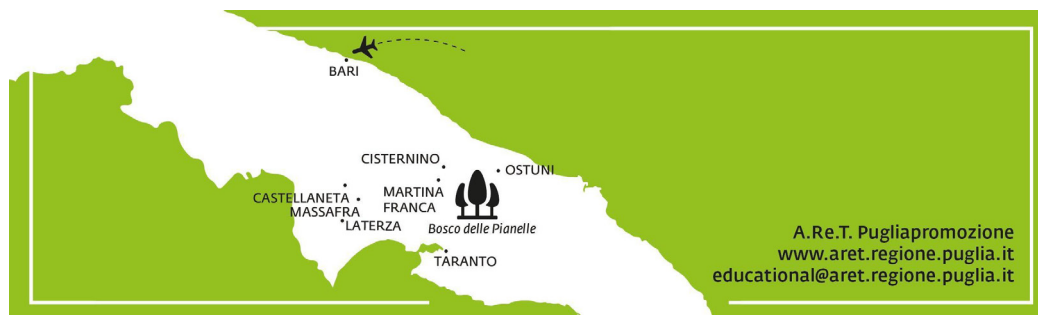 BARI
CISTERNINO
OSTUNI
CASTELLANETA
MARTINA
FRANCA
MASSAFRA
LATERZA
Bosco delle Pianelle
TARANTO
A.Re.T. Pugliapromozione
www.aret.regione.puglia.it
educational@aret.regione.puglia.it